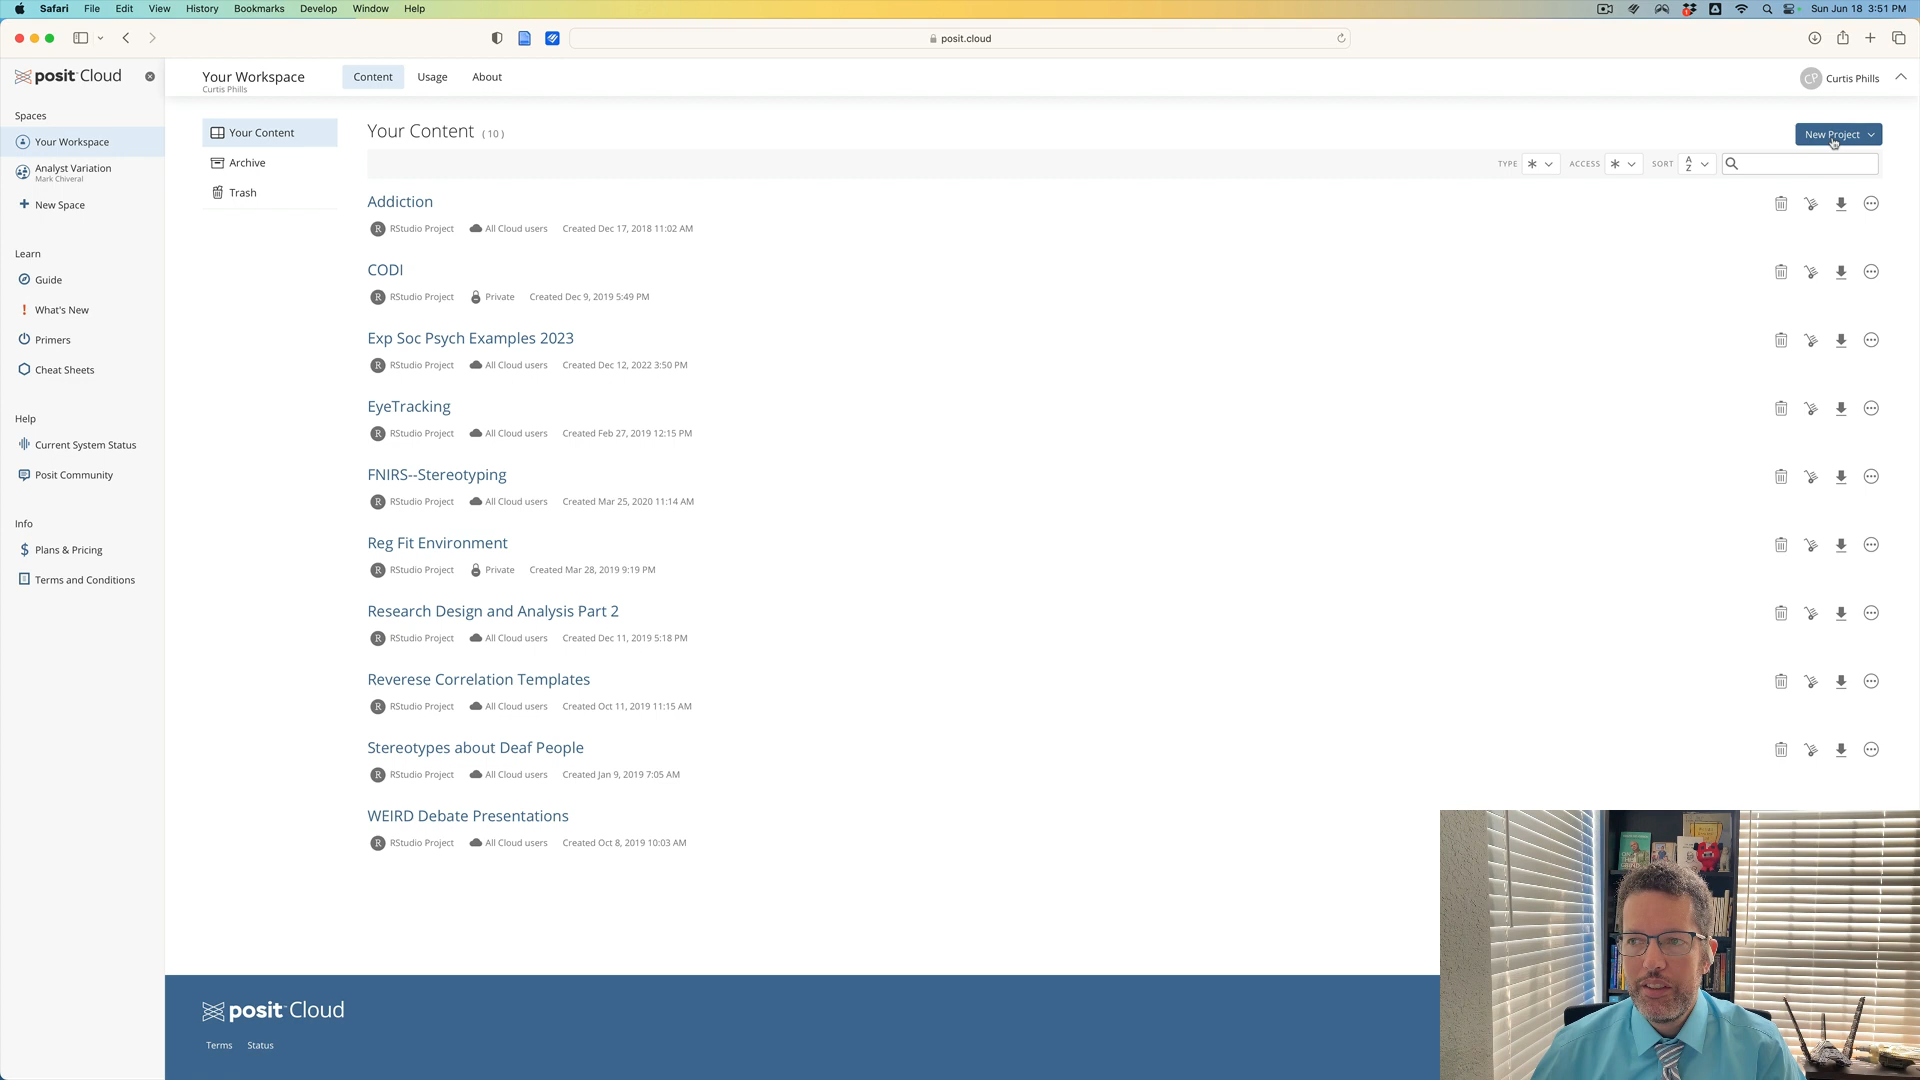 Safari File Edit View History Bookmarks Develop Window Help Sun Jun 18 3:51 PM
posit.cloud
posit Cloud
Spaces
Your Workspace
Analyst Variation
Mark Chiveral
New Space
Learn
Guide
What's New
Primers
Cheat Sheets
Help
Current System Status
Posit Community
Info
Plans & Pricing
Terms and Conditions
Your Workspace
Curtis Phills
Content Usage About
CP Curtis Phills
Your Content
Archive
Trash
Your Content (10)
New Project
TYPE * ACCESS * SORT A Z
Addiction
R RStudio Project All Cloud users Created Dec 17, 2018 11:02 AM
CODI
R RStudio Project Private Created Dec 9, 2019 5:49 PM
Exp Soc Psych Examples 2023
R RStudio Project All Cloud users Created Dec 12, 2022 3:50 PM
EyeTracking
R RStudio Project All Cloud users Created Feb 27, 2019 12:15 PM
FNIRS--Stereotyping
R RStudio Project All Cloud users Created Mar 25, 2020 11:14 AM
Reg Fit Environment
R RStudio Project Private Created Mar 28, 2019 9:19 PM
Research Design and Analysis Part 2
R RStudio Project All Cloud users Created Dec 11, 2019 5:18 PM
Reverese Correlation Templates
R RStudio Project All Cloud users Created Oct 11, 2019 11:15 AM
Stereotypes about Deaf People
R RStudio Project All Cloud users Created Jan 9, 2019 7:05 AM
WEIRD Debate Presentations
R RStudio Project All Cloud users Created Oct 8, 2019 10:03 AM
posit Cloud
Terms Status